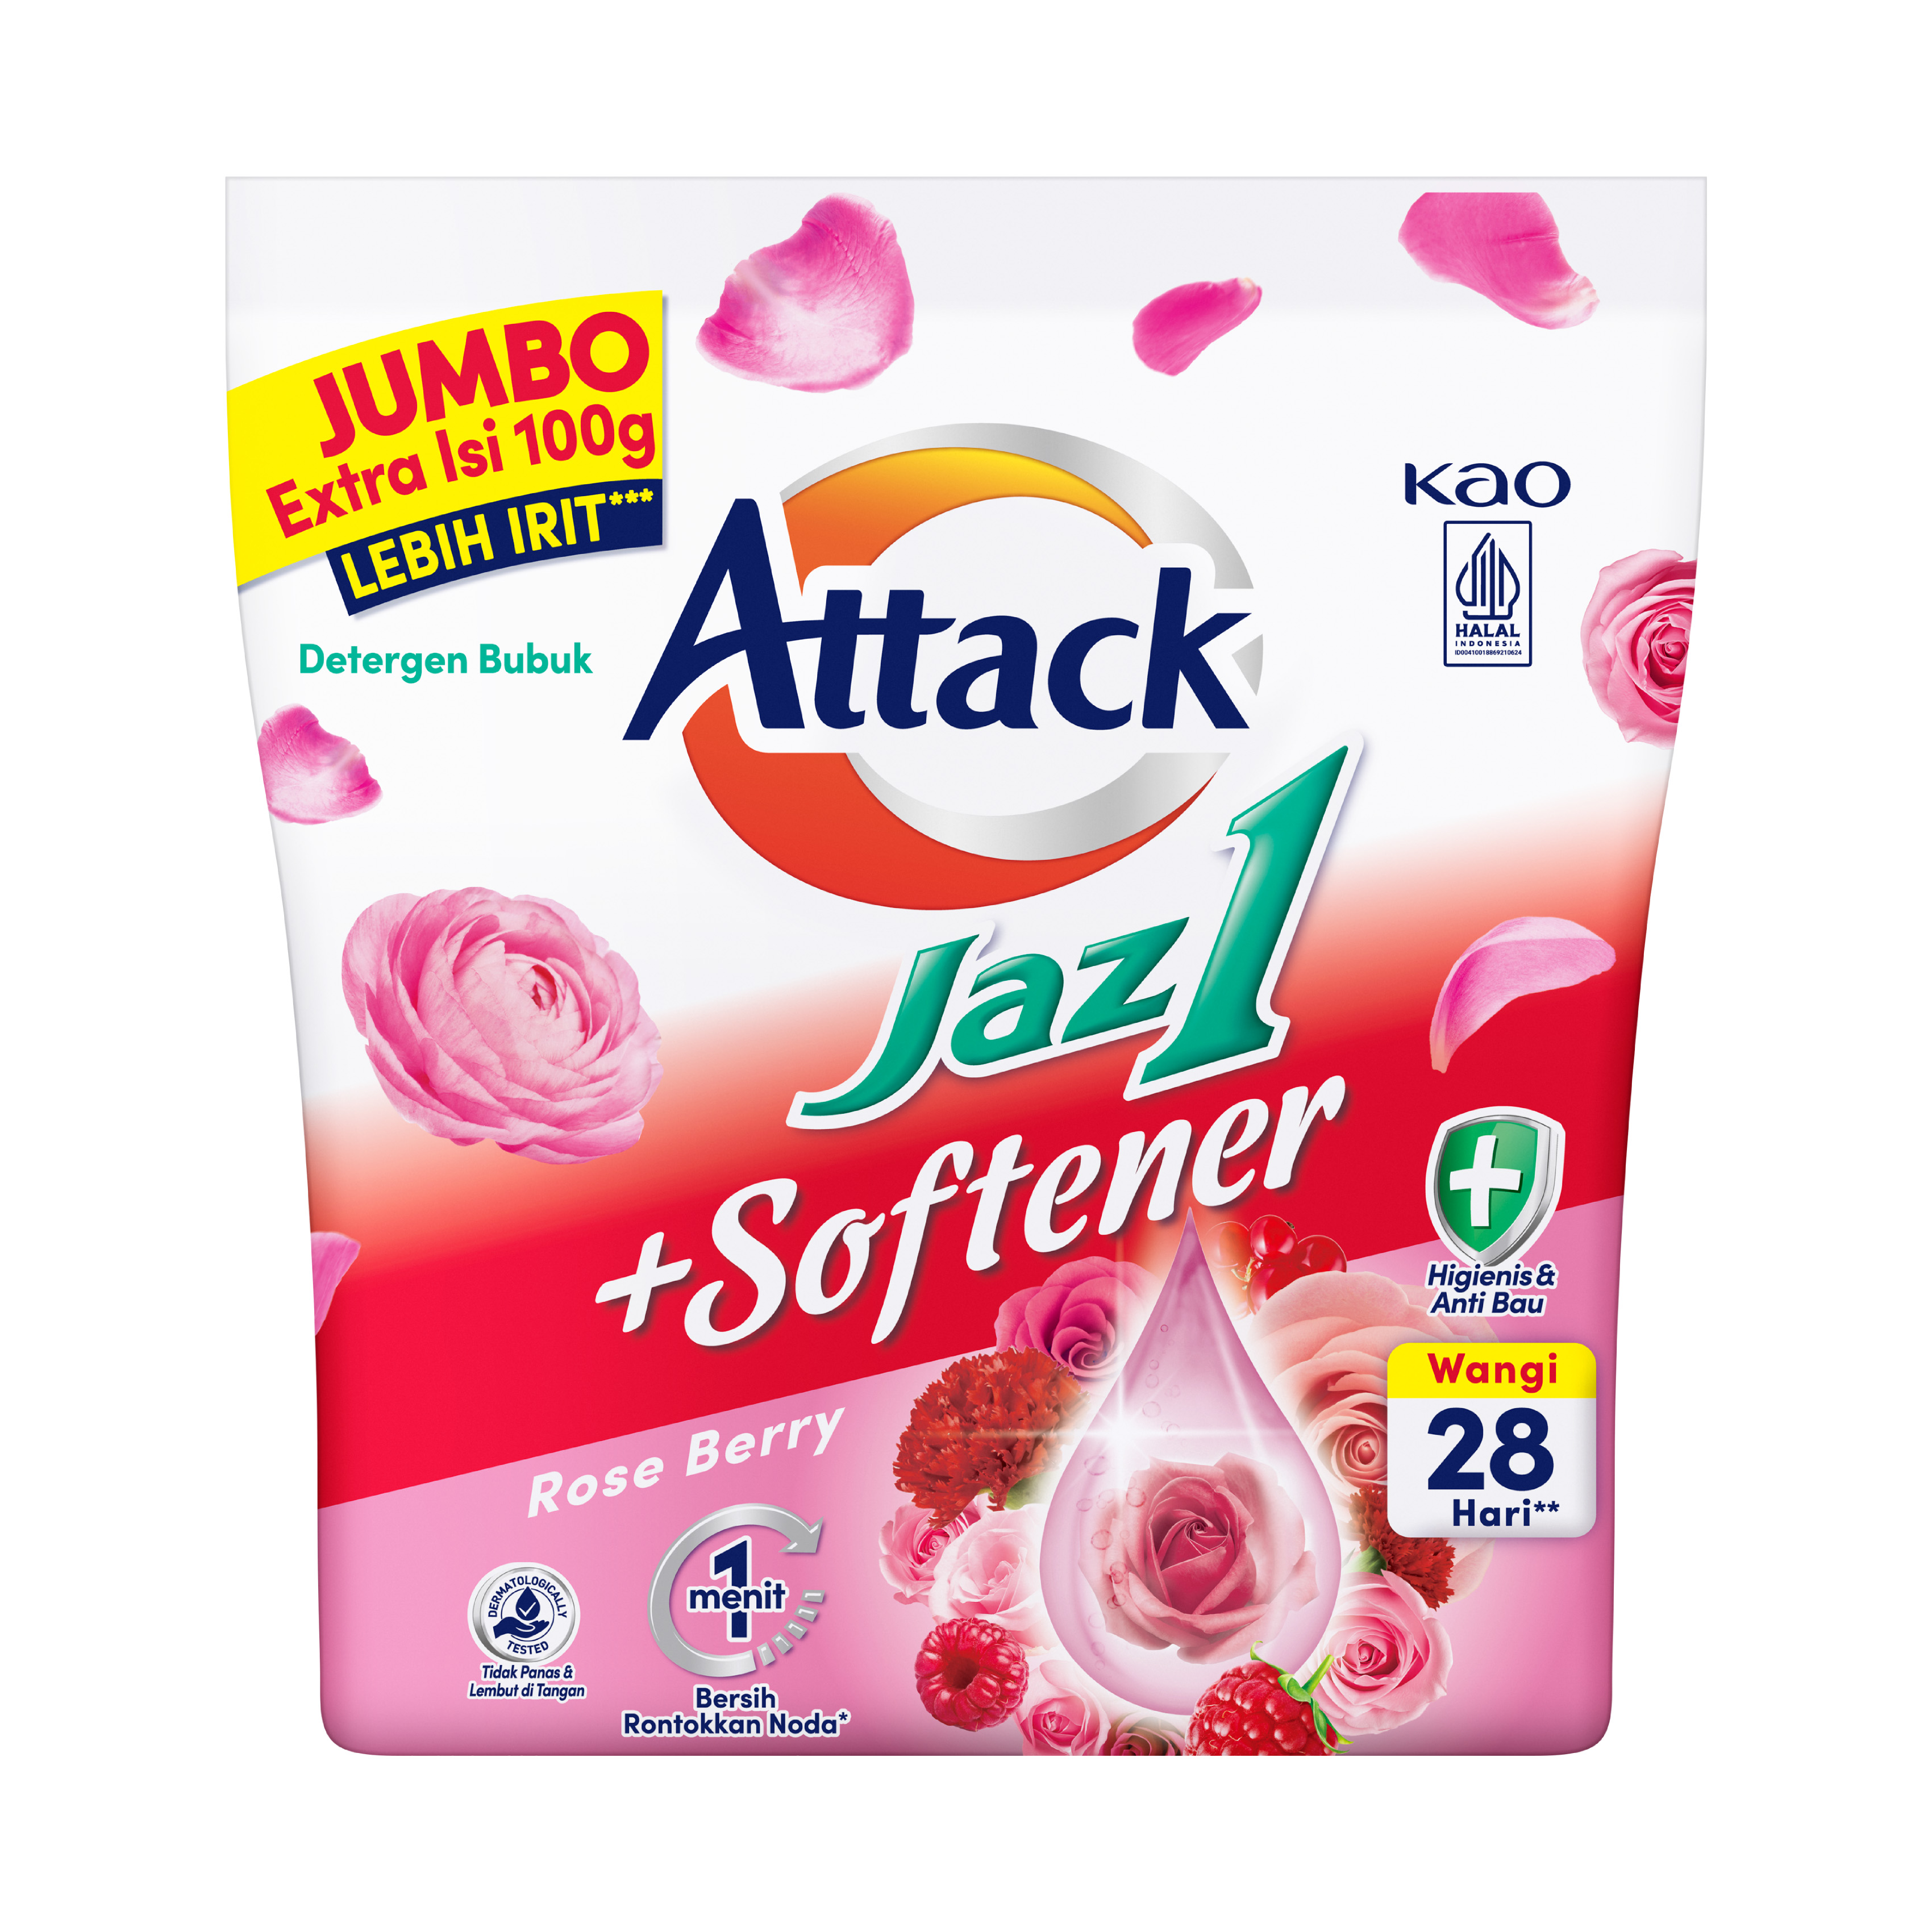 JUMBO
Extra Isi 100g
LEBIH IRIT***
Detergen Bubuk
Attack
Kao
HALAL
INDONESIA
ID00410018869210624
Jaz1
+Softener
Rose Berry
Higienis &
Anti Bau
Wangi
28
Hari**
DERMATOLOGICALLY
TESTED
Tidak Panas &
Lembut di Tangan
1
menit
Bersih
Rontokkan Noda*